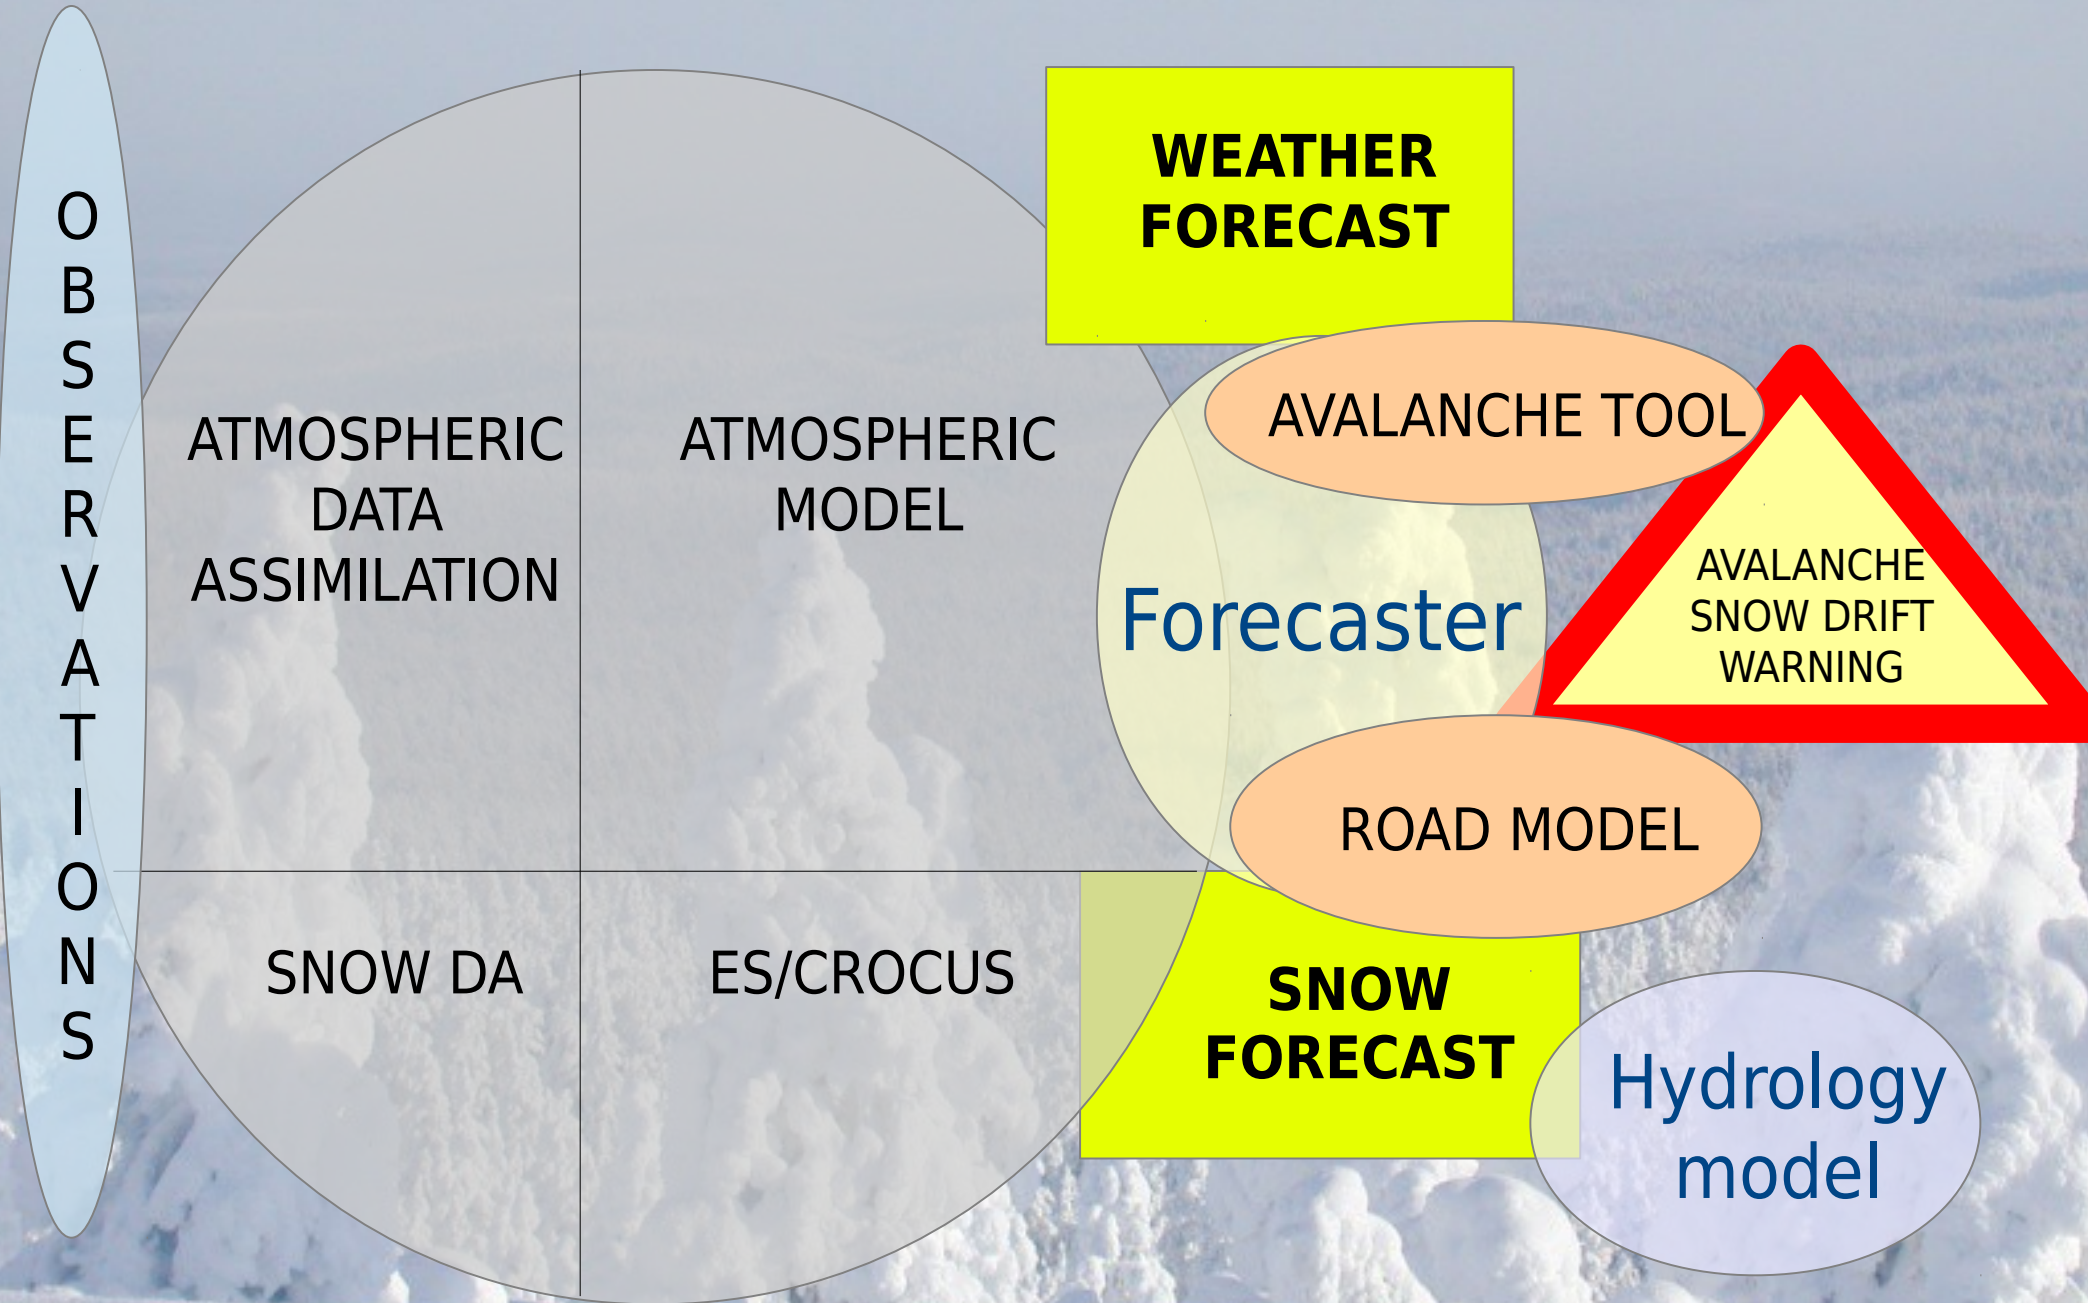 OBSERVATIONS
ATMOSPHERIC
DATA
ASSIMILATION
ATMOSPHERIC
MODEL
SNOW DA
ES/CROCUS
WEATHER
FORECAST
AVALANCHE TOOL
Forecaster
AVALANCHE
SNOW DRIFT
WARNING
ROAD MODEL
SNOW
FORECAST
Hydrology
model